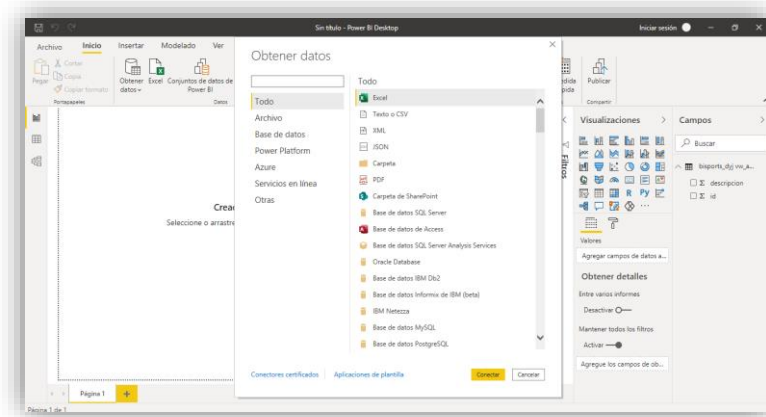 Sin título - Power BI Desktop
Iniciar sesión
Archivo Inicio Insertar Modelado Ver
Pegar
Cortar
Copiar
Copiar formato
Portapapeles
Obtener datos
Excel
Conjuntos de datos de Power BI
Datos
Publicar
Compartir
Obtener datos
Todo
Archivo
Base de datos
Power Platform
Azure
Servicios en línea
Otras
Todo
Excel
Texto o CSV
XML
JSON
Carpeta
PDF
Carpeta de SharePoint
Base de datos SQL Server
Base de datos de Access
Base de datos SQL Server Analysis Services
Oracle Database
Base de datos IBM Db2
Base de datos Informix de IBM (beta)
IBM Netezza
Base de datos MySQL
Base de datos PostgreSQL
Conectores certificados
Aplicaciones de plantilla
Conectar
Cancelar
Seleccione o arrastre
Filtros
Visualizaciones
R Py
Valores
Agregar campos de datos a...
Obtener detalles
Entre varios informes
Desactivar
Mantener todos los filtros
Activar
Agregue los campos de ob...
Campos
Buscar
descripcion
id
Página 1
Página 1 de 1